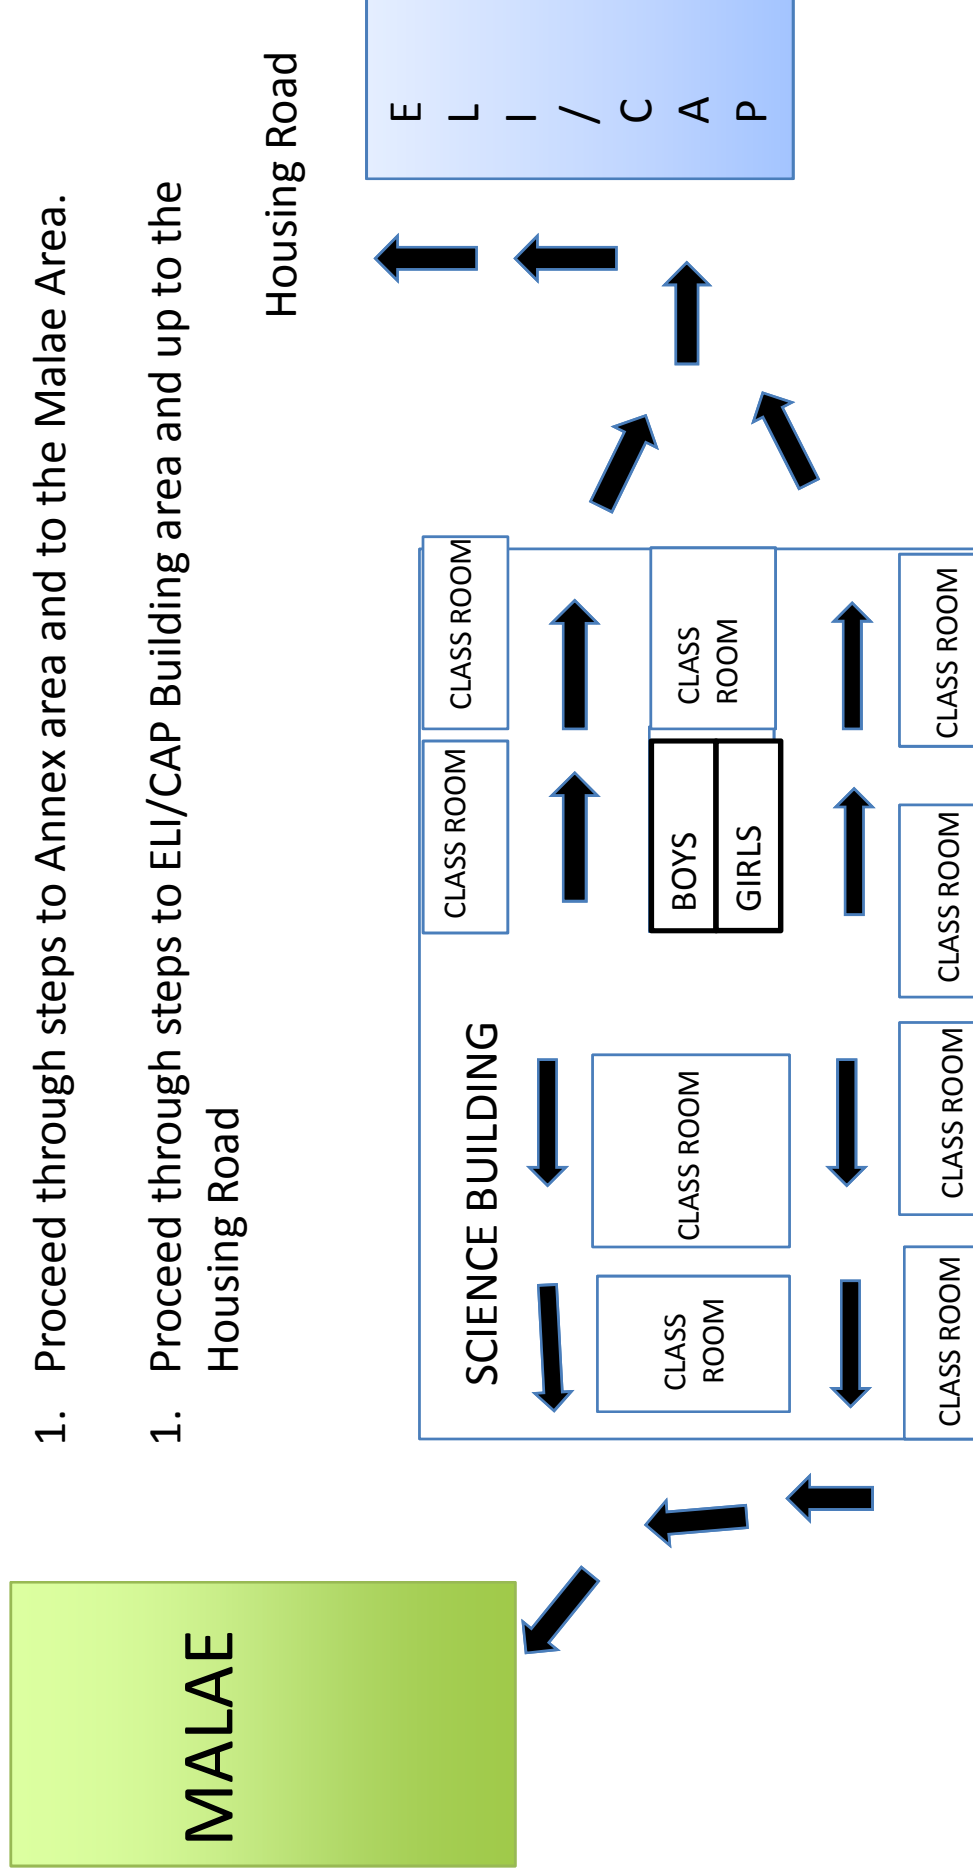 1. Proceed through steps to Annex area and to the Malae Area.
1. Proceed through steps to ELI/CAP Building area and up to the
Housing Road
Housing Road
MALAE
E
L
I
/
C
A
P
SCIENCE BUILDING
CLASS ROOM
CLASS ROOM
CLASS
ROOM
CLASS ROOM
BOYS
GIRLS
CLASS
ROOM
CLASS ROOM
CLASS ROOM
CLASS ROOM
CLASS ROOM